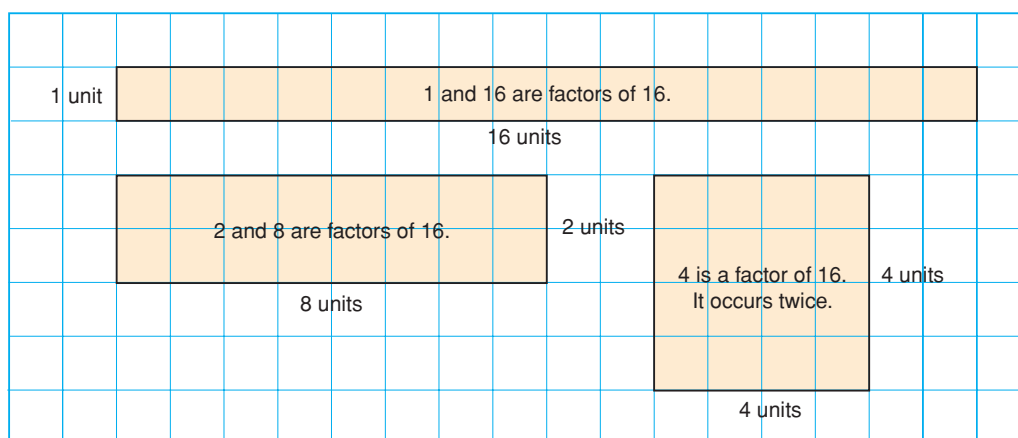 1 unit
1 and 16 are factors of 16.
16 units
2 and 8 are factors of 16.
2 units
8 units
4 is a factor of 16.
It occurs twice.
4 units
4 units